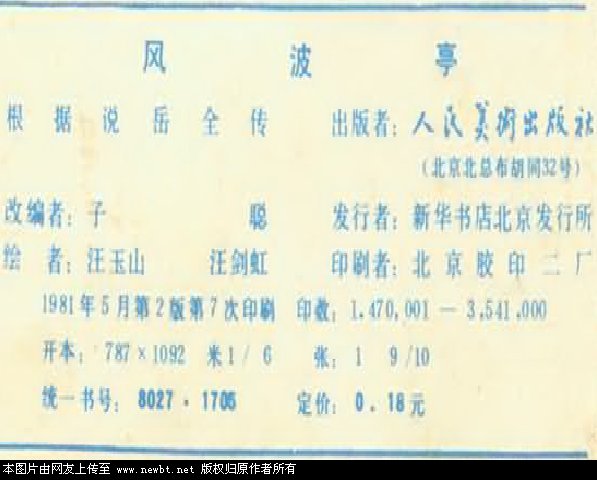 风波亭
根据说岳全传 出版者：人民美術出版社
（北京北总布胡同32号）
改编者：子聪 发行者：新华书店北京发行所
绘者：汪玉山 汪剑虹 印刷者：北京胶印二厂
1981年5月第2版第7次印刷 印数：1,470,001－3,541,000
开本：787×1092 米1/6 张：1 9/10
统一书号：8027·1705 定价：0.18元
本图片由网友上传至 www.newbt.net 版权归原作者所有